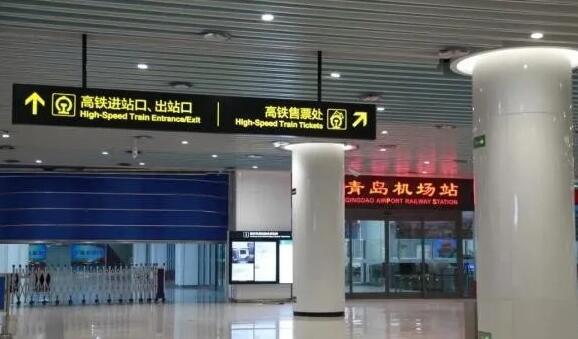 高铁进站口、出站口
High-Speed Train Entrance/Exit
高铁售票处
High-Speed Train Tickets
青岛机场站
QINGDAO AIRPORT RAILWAY STATION